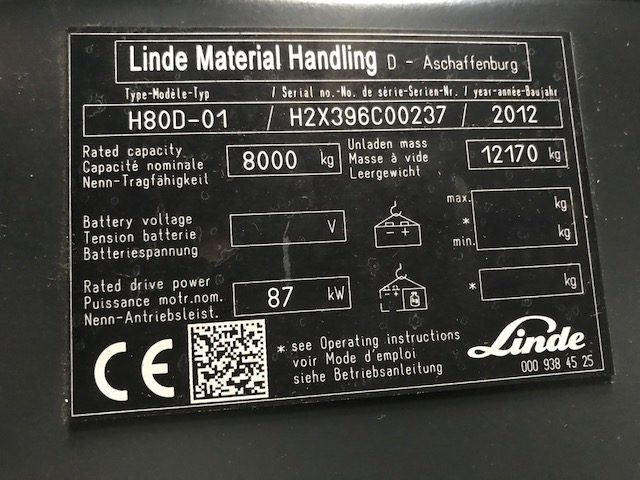 Linde Material Handling D - Aschaffenburg
Type-Modèle-Typ / Serial no.-No. de série-Serien-Nr. / year-année-Baujahr
H80D-01 / H2X396C00237 / 2012
Rated capacity
Capacité nominale
Nenn-Tragfähigkeit
8000 kg
Unladen mass
Masse à vide
Leergewicht
12170 kg
Battery voltage
Tension batterie
Batteriespannung
V
- +
max. kg
*
min. kg
Rated drive power
Puissance motr.nom.
Nenn-Antriebsleist.
87 kW
+ -
* kg
CE
* see Operating instructions
voir Mode d'emploi
siehe Betriebsanleitung
Linde
000 938 45 25